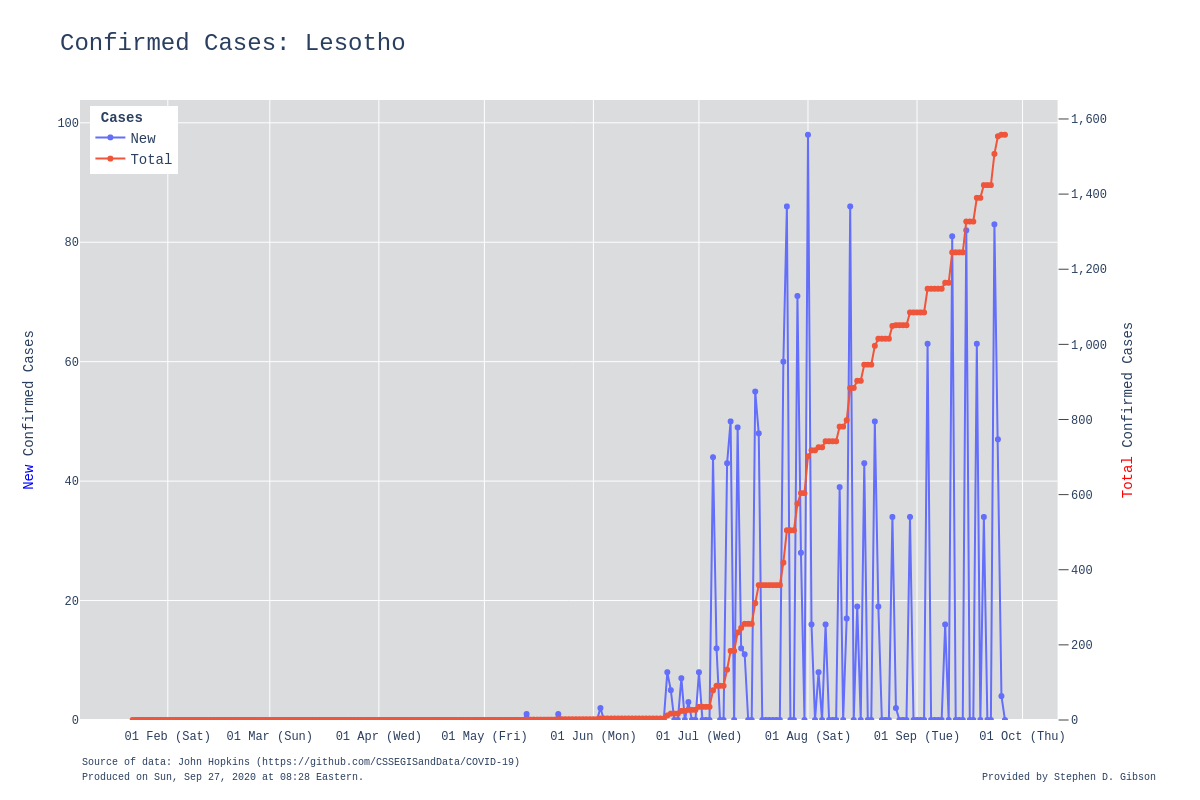 Confirmed Cases: Lesotho
Cases
New
Total
100
80
60
40
20
0
1,600
1,400
1,200
1,000
800
600
400
200
0
New Confirmed Cases
Total Confirmed Cases
01 Feb (Sat) 01 Mar (Sun) 01 Apr (Wed) 01 May (Fri) 01 Jun (Mon) 01 Jul (Wed) 01 Aug (Sat) 01 Sep (Tue) 01 Oct (Thu)
Source of data: John Hopkins (https://github.com/CSSEGISandData/COVID-19)
Produced on Sun, Sep 27, 2020 at 08:28 Eastern.
Provided by Stephen D. Gibson